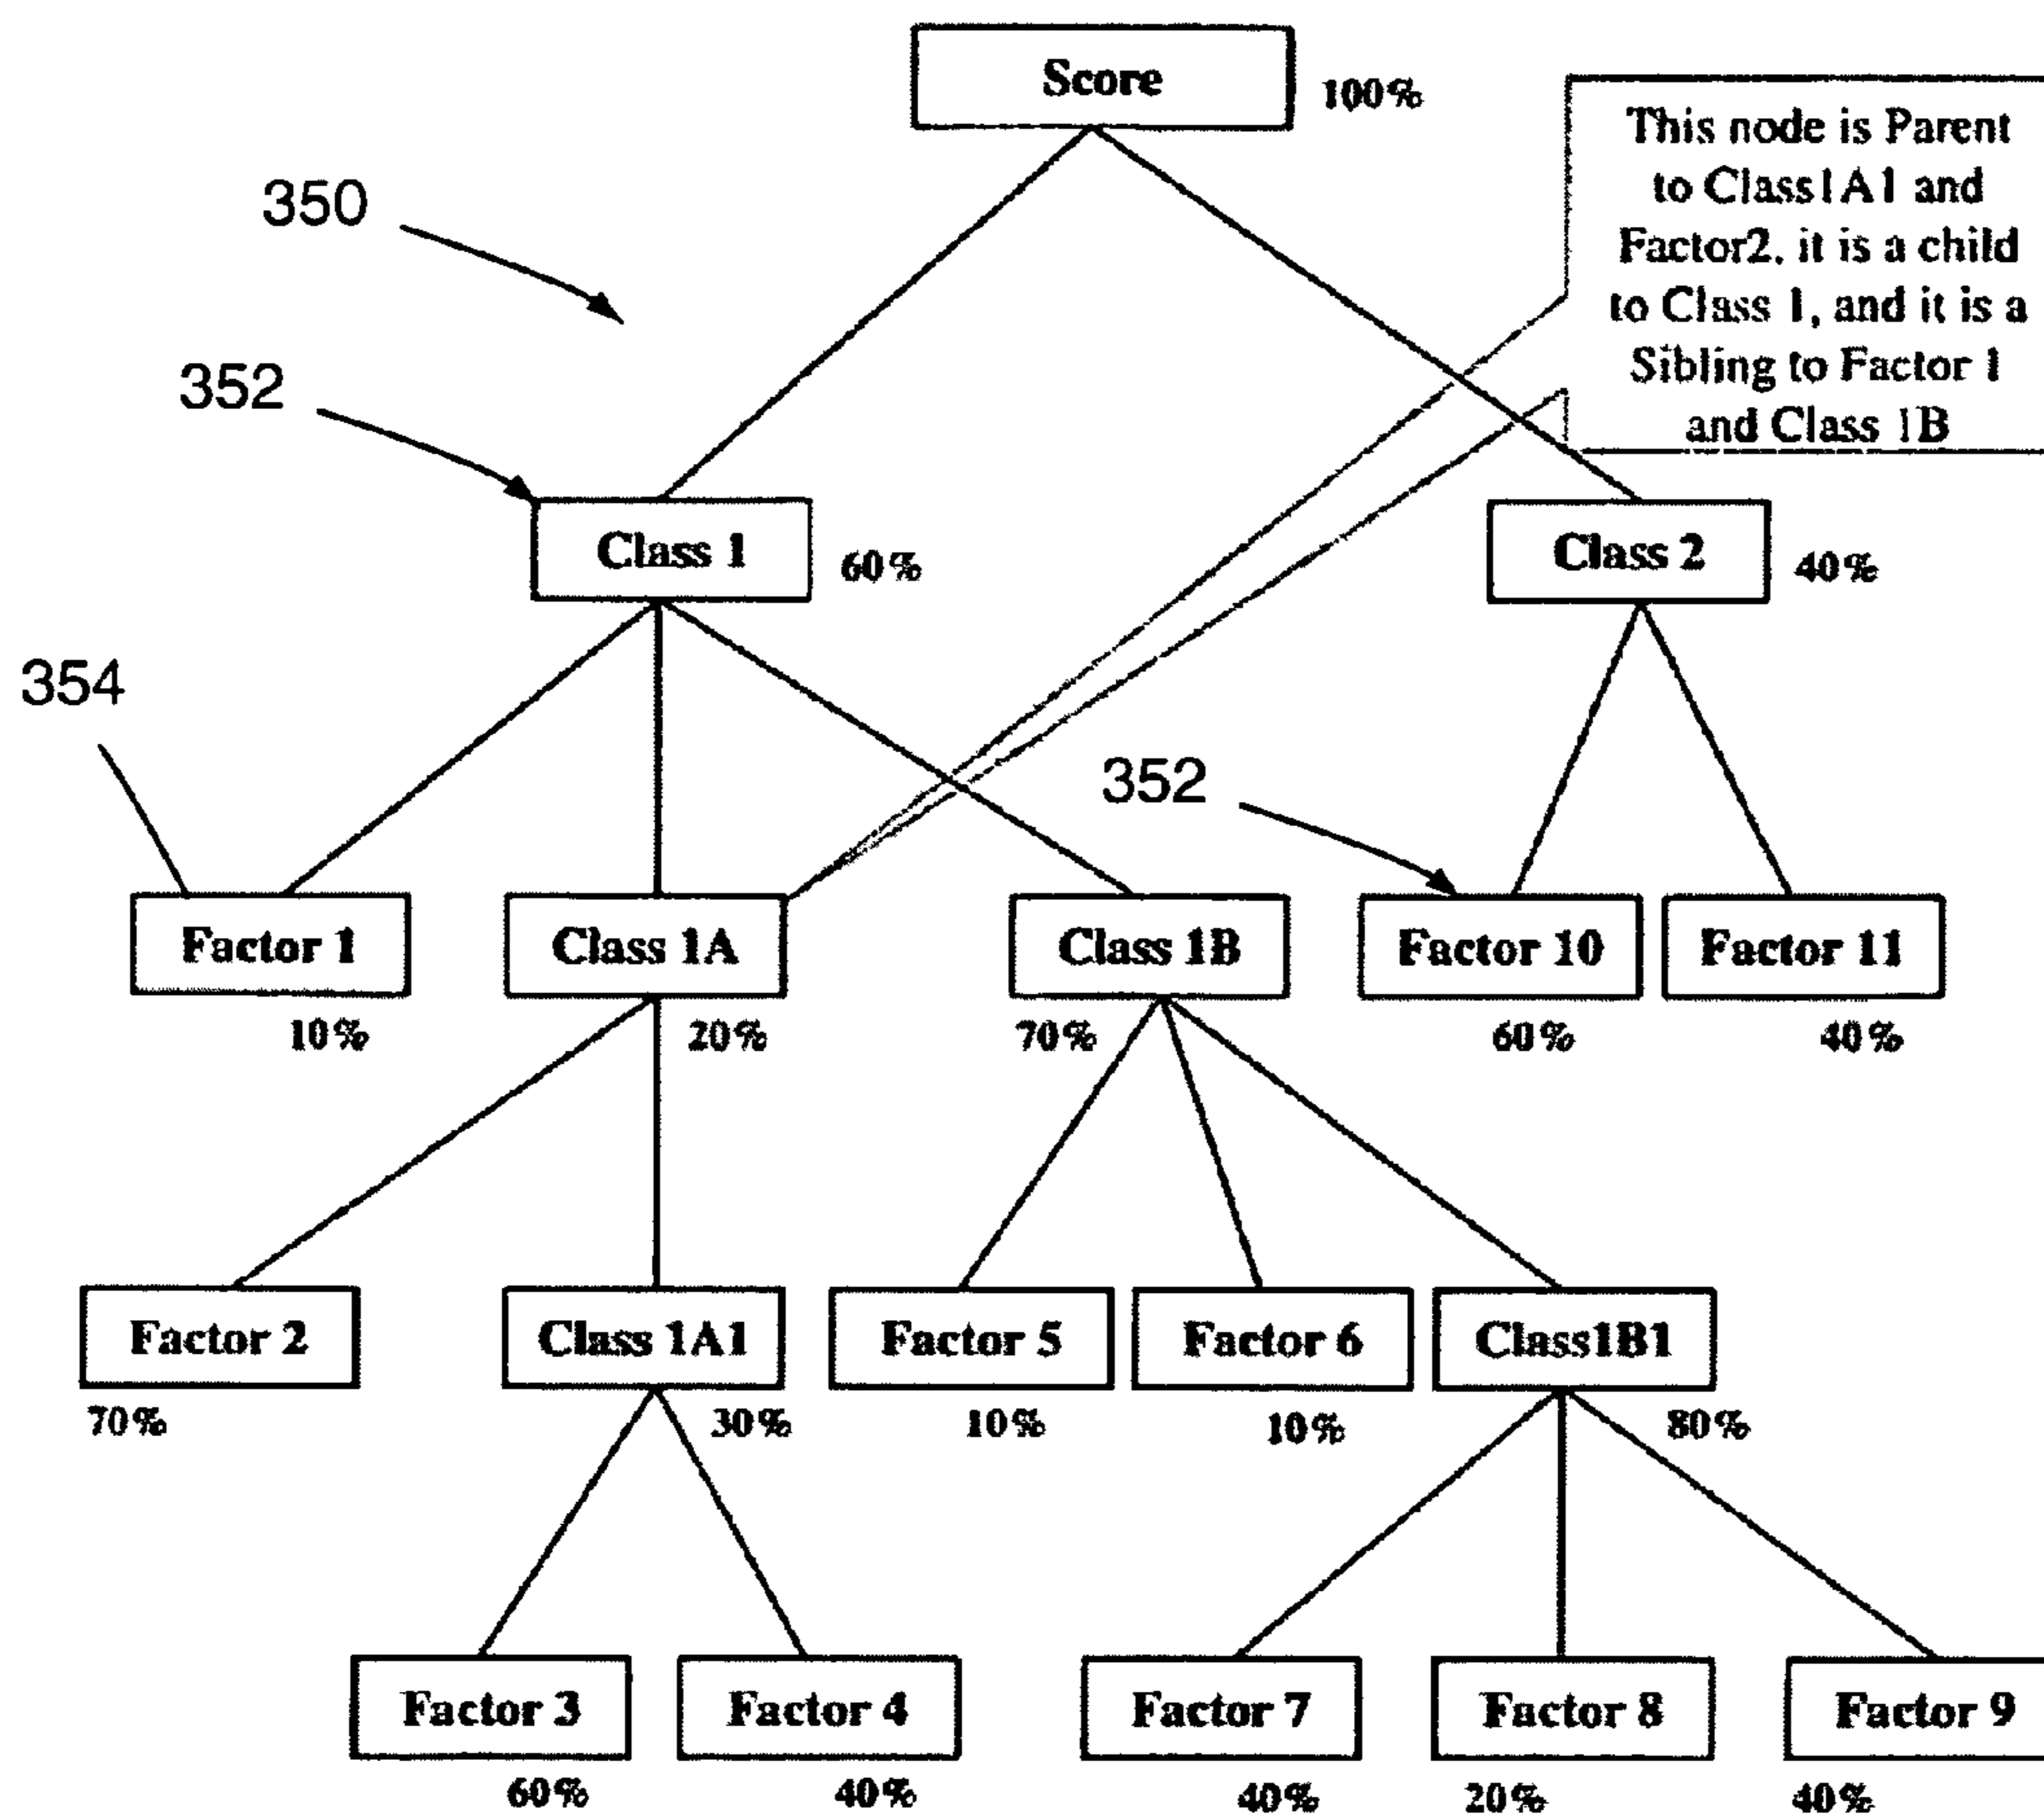 Score
100%
This node is Parent
to Class1A1 and
Factor2. it is a child
to Class 1, and it is a
Sibling to Factor 1
and Class 1B
350
352
Class 1
60%
Class 2
40%
354
352
Factor 1
Class 1A
Class 1B
Factor 10
Factor 11
10%
20%
70%
60%
40%
Factor 2
Class 1A1
Factor 5
Factor 6
Class1B1
70%
30%
10%
10%
80%
Factor 3
Factor 4
Factor 7
Factor 8
Factor 9
60%
40%
40%
20%
40%